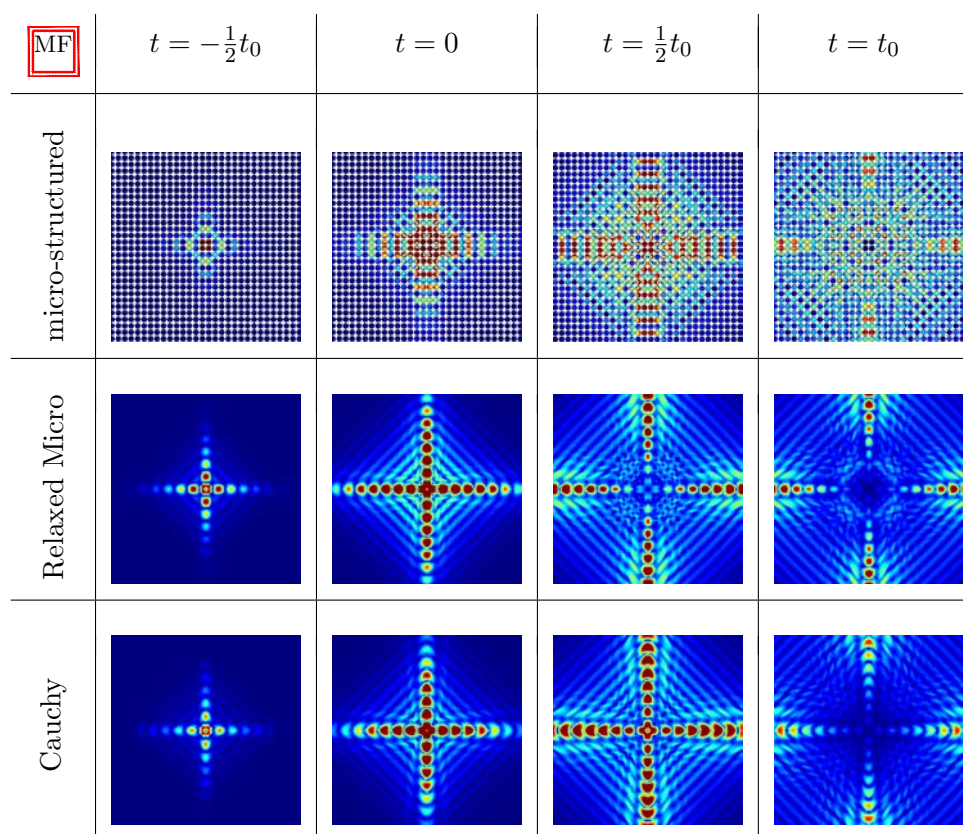 MF
t = −½t₀
t = 0
t = ½t₀
t = t₀
micro-structured
Relaxed Micro
Cauchy